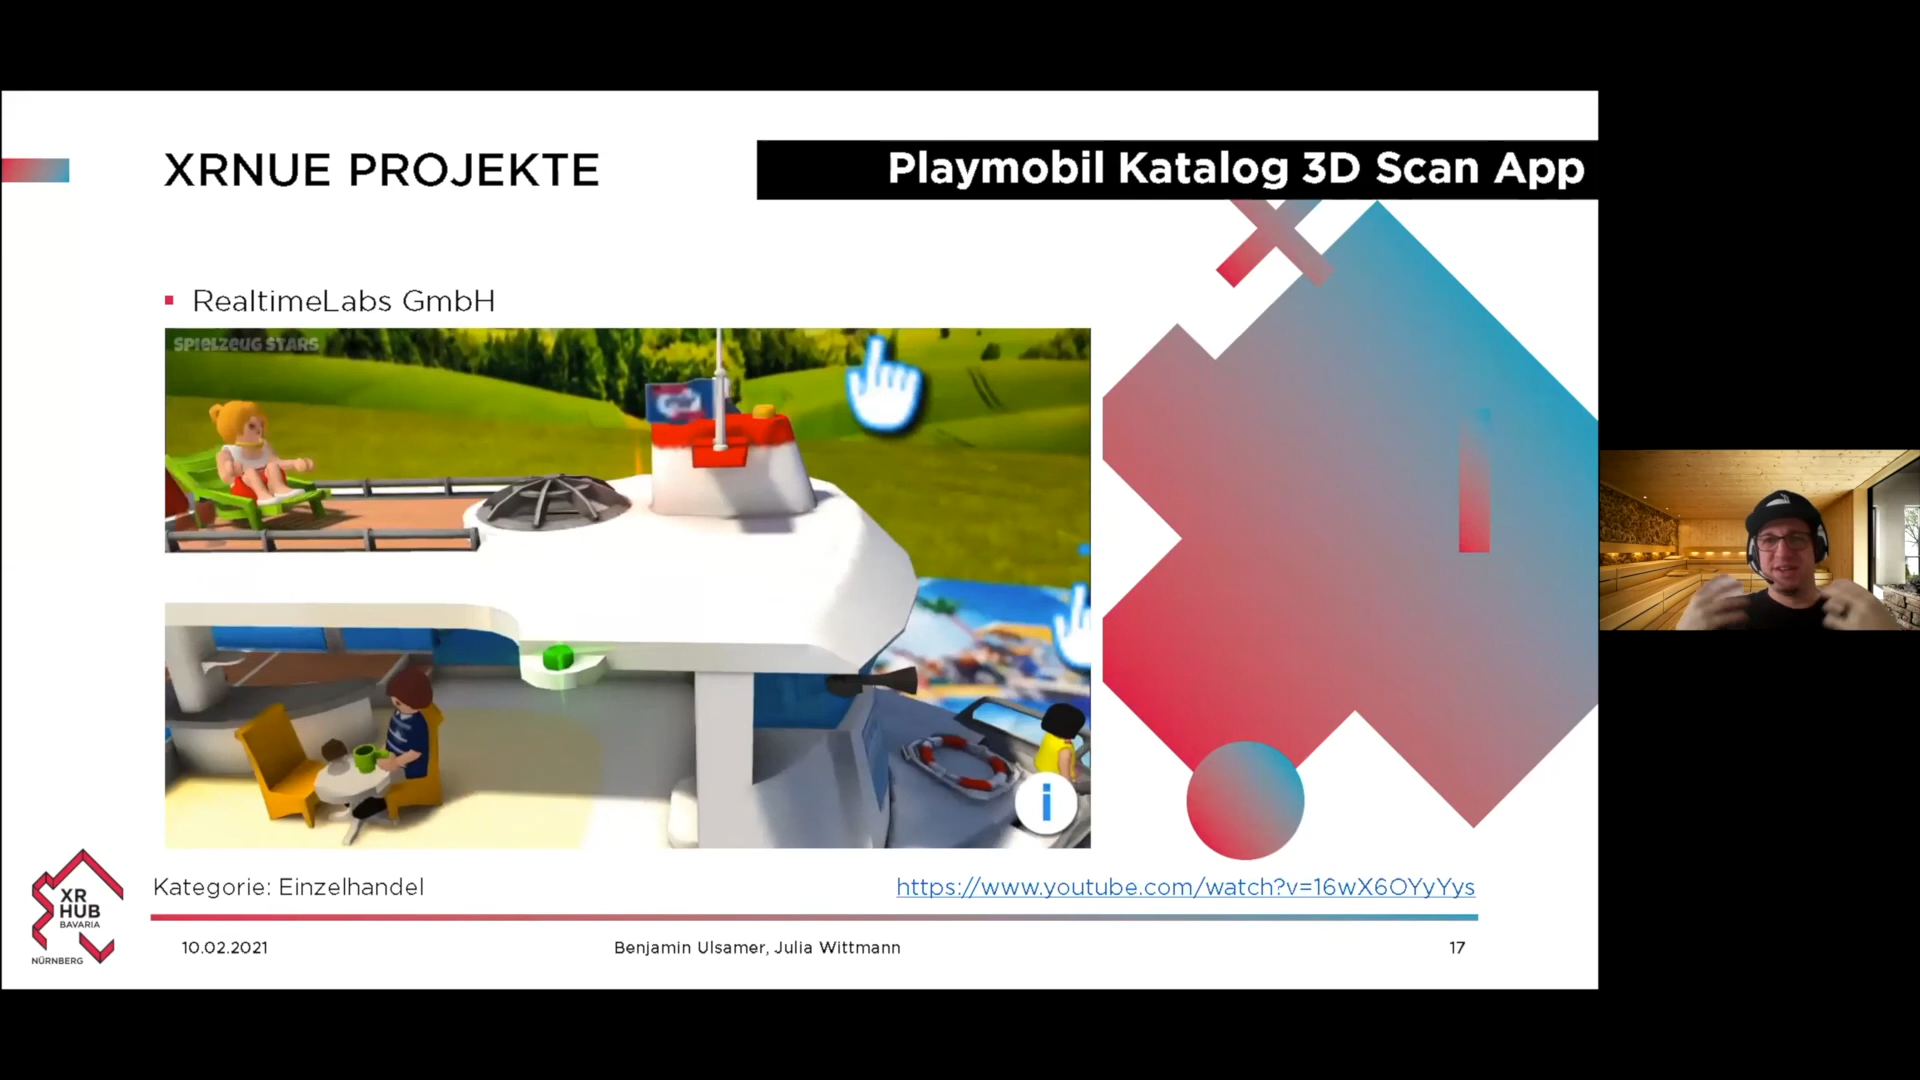 XRNUE PROJEKTE
Playmobil Katalog 3D Scan App
RealtimeLabs GmbH
SPIELZEUG STARS
i
Kategorie: Einzelhandel
https://www.youtube.com/watch?v=16wX6OYyYys
XR
HUB
BAVARIA
NÜRNBERG
10.02.2021
Benjamin Ulsamer, Julia Wittmann
17